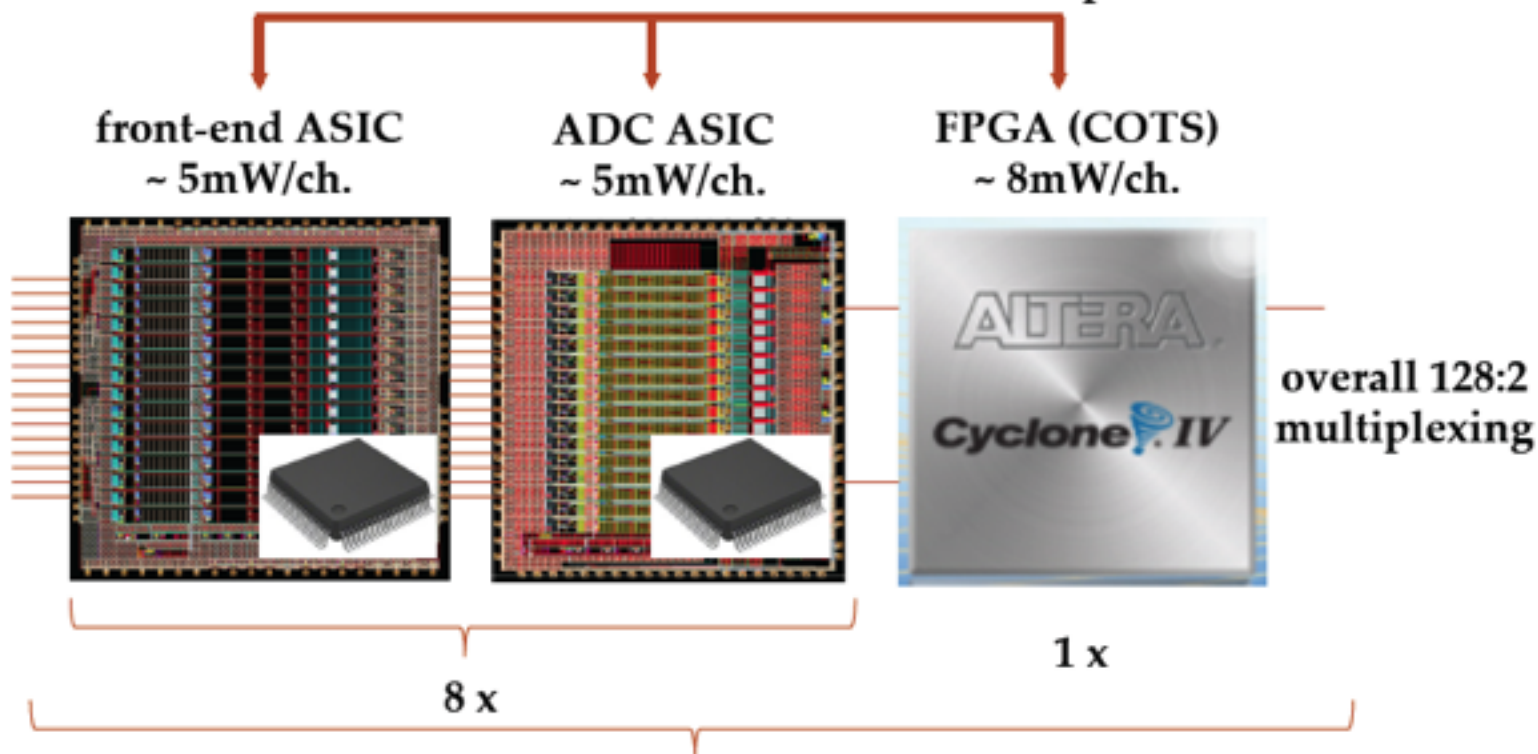 front-end ASIC
~ 5mW/ch.
ADC ASIC
~ 5mW/ch.
FPGA (COTS)
~ 8mW/ch.
ALTERA
Cyclone IV
overall 128:2
multiplexing
8 x
1 x